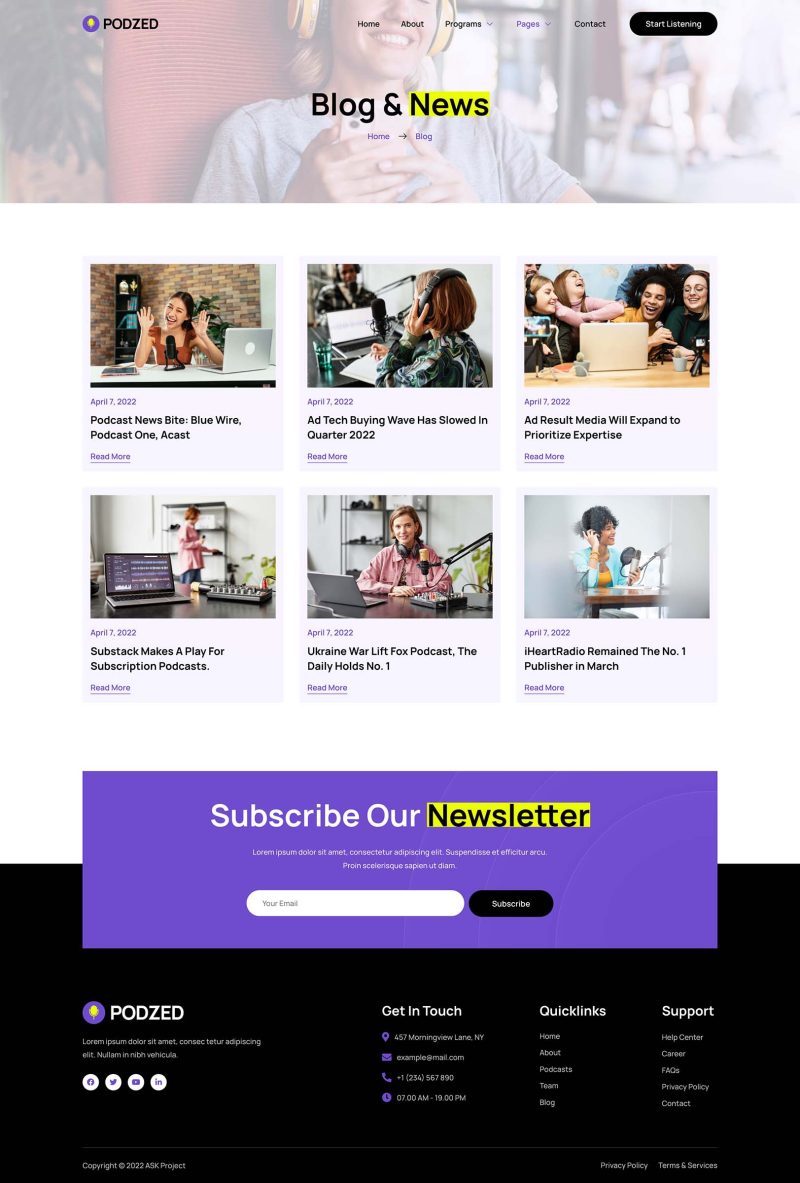 PODZED
Home About Programs Pages Contact Start Listening
Blog & News
Home → Blog
April 7, 2022
Podcast News Bite: Blue Wire,
Podcast One, Acast
Read More
April 7, 2022
Ad Tech Buying Wave Has Slowed In
Quarter 2022
Read More
April 7, 2022
Ad Result Media Will Expand to
Prioritize Expertise
Read More
April 7, 2022
Substack Makes A Play For
Subscription Podcasts.
Read More
April 7, 2022
Ukraine War Lift Fox Podcast, The
Daily Holds No. 1
Read More
April 7, 2022
iHeartRadio Remained The No. 1
Publisher in March
Read More
Subscribe Our Newsletter
Lorem ipsum dolor sit amet, consectetur adipiscing elit. Suspendisse et efficitur arcu.
Proin scelerisque sapien ut diam.
Your Email
Subscribe
PODZED
Lorem ipsum dolor sit amet, consec tetur adipiscing
elit. Nullam in nibh vehicula.
Get In Touch
457 Morningview Lane, NY
example@mail.com
+1 (234) 567 890
07.00 AM - 19.00 PM
Quicklinks
Home
About
Podcasts
Team
Blog
Support
Help Center
Career
FAQs
Privacy Policy
Contact
Copyright © 2022 ASK Project
Privacy Policy Terms & Services